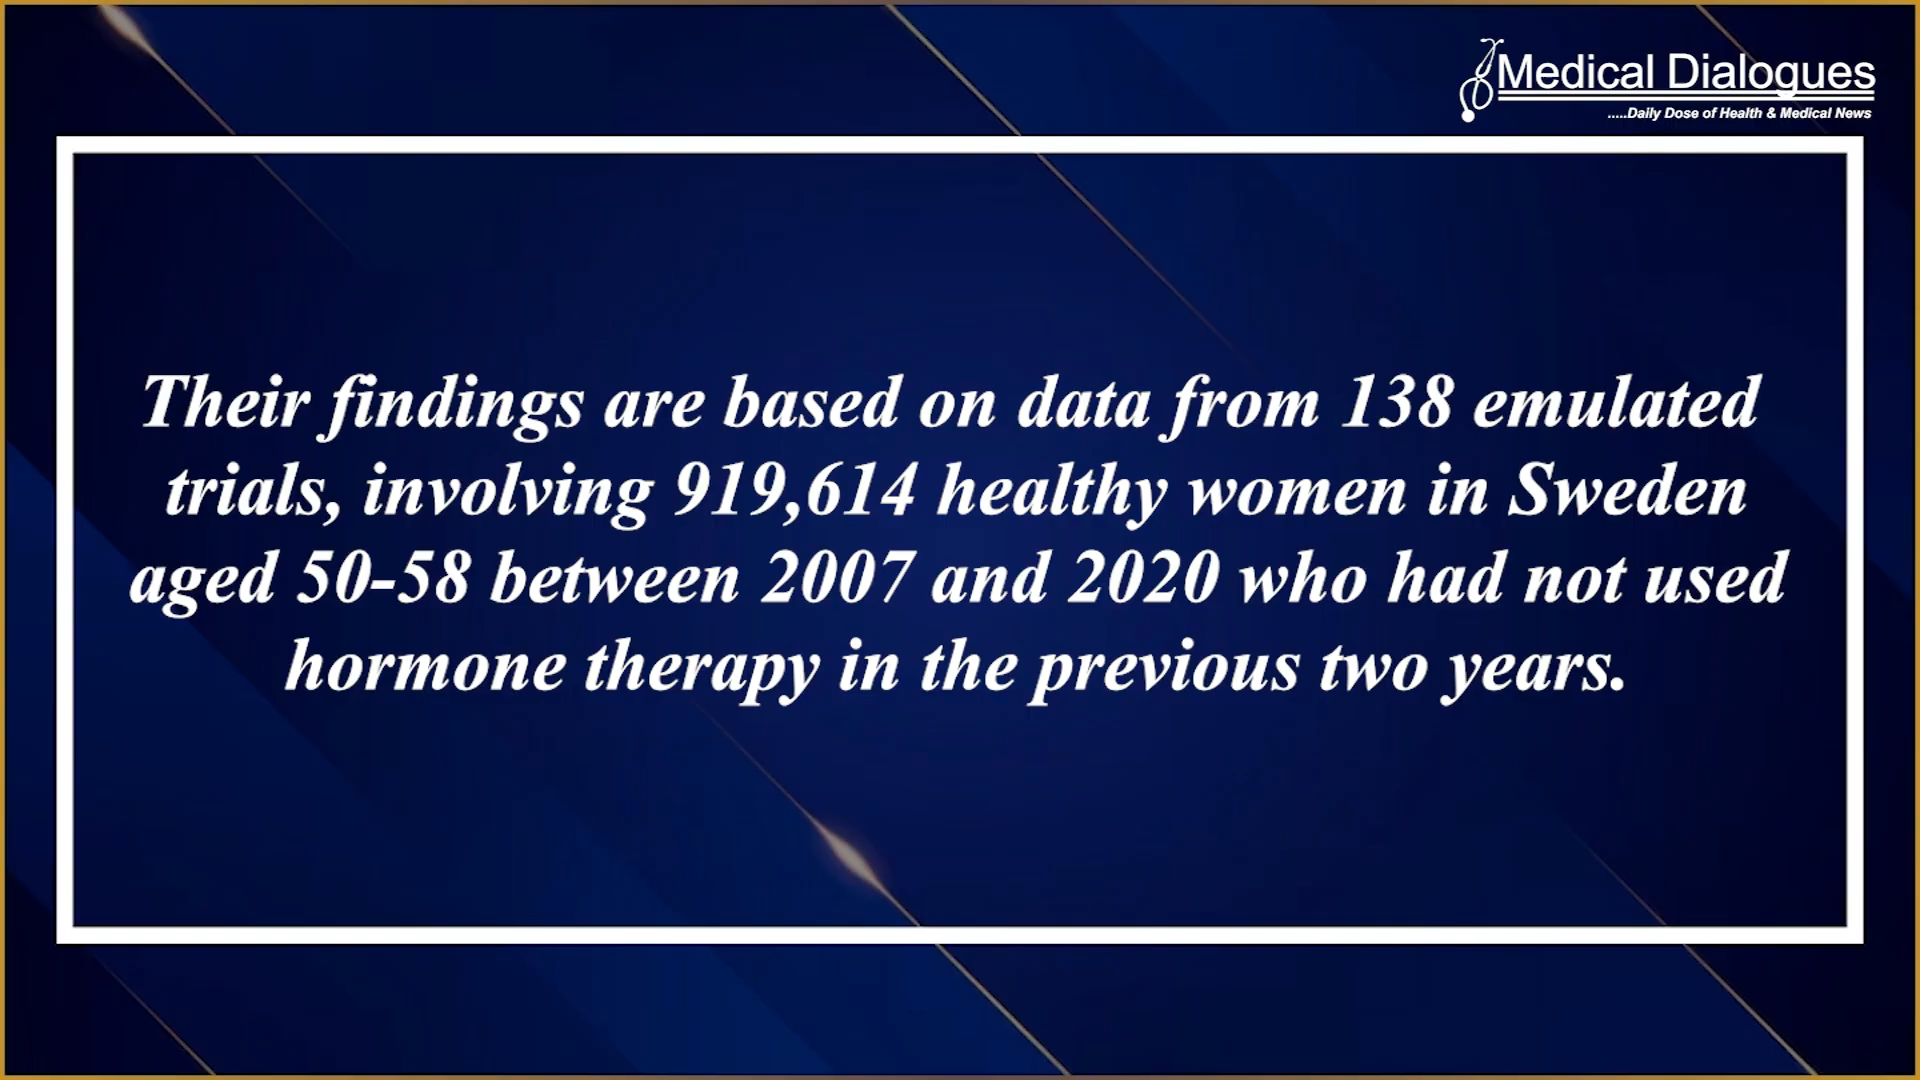 Medical Dialogues
.....Daily Dose of Health & Medical News
Their findings are based on data from 138 emulated
trials, involving 919,614 healthy women in Sweden
aged 50-58 between 2007 and 2020 who had not used
hormone therapy in the previous two years.